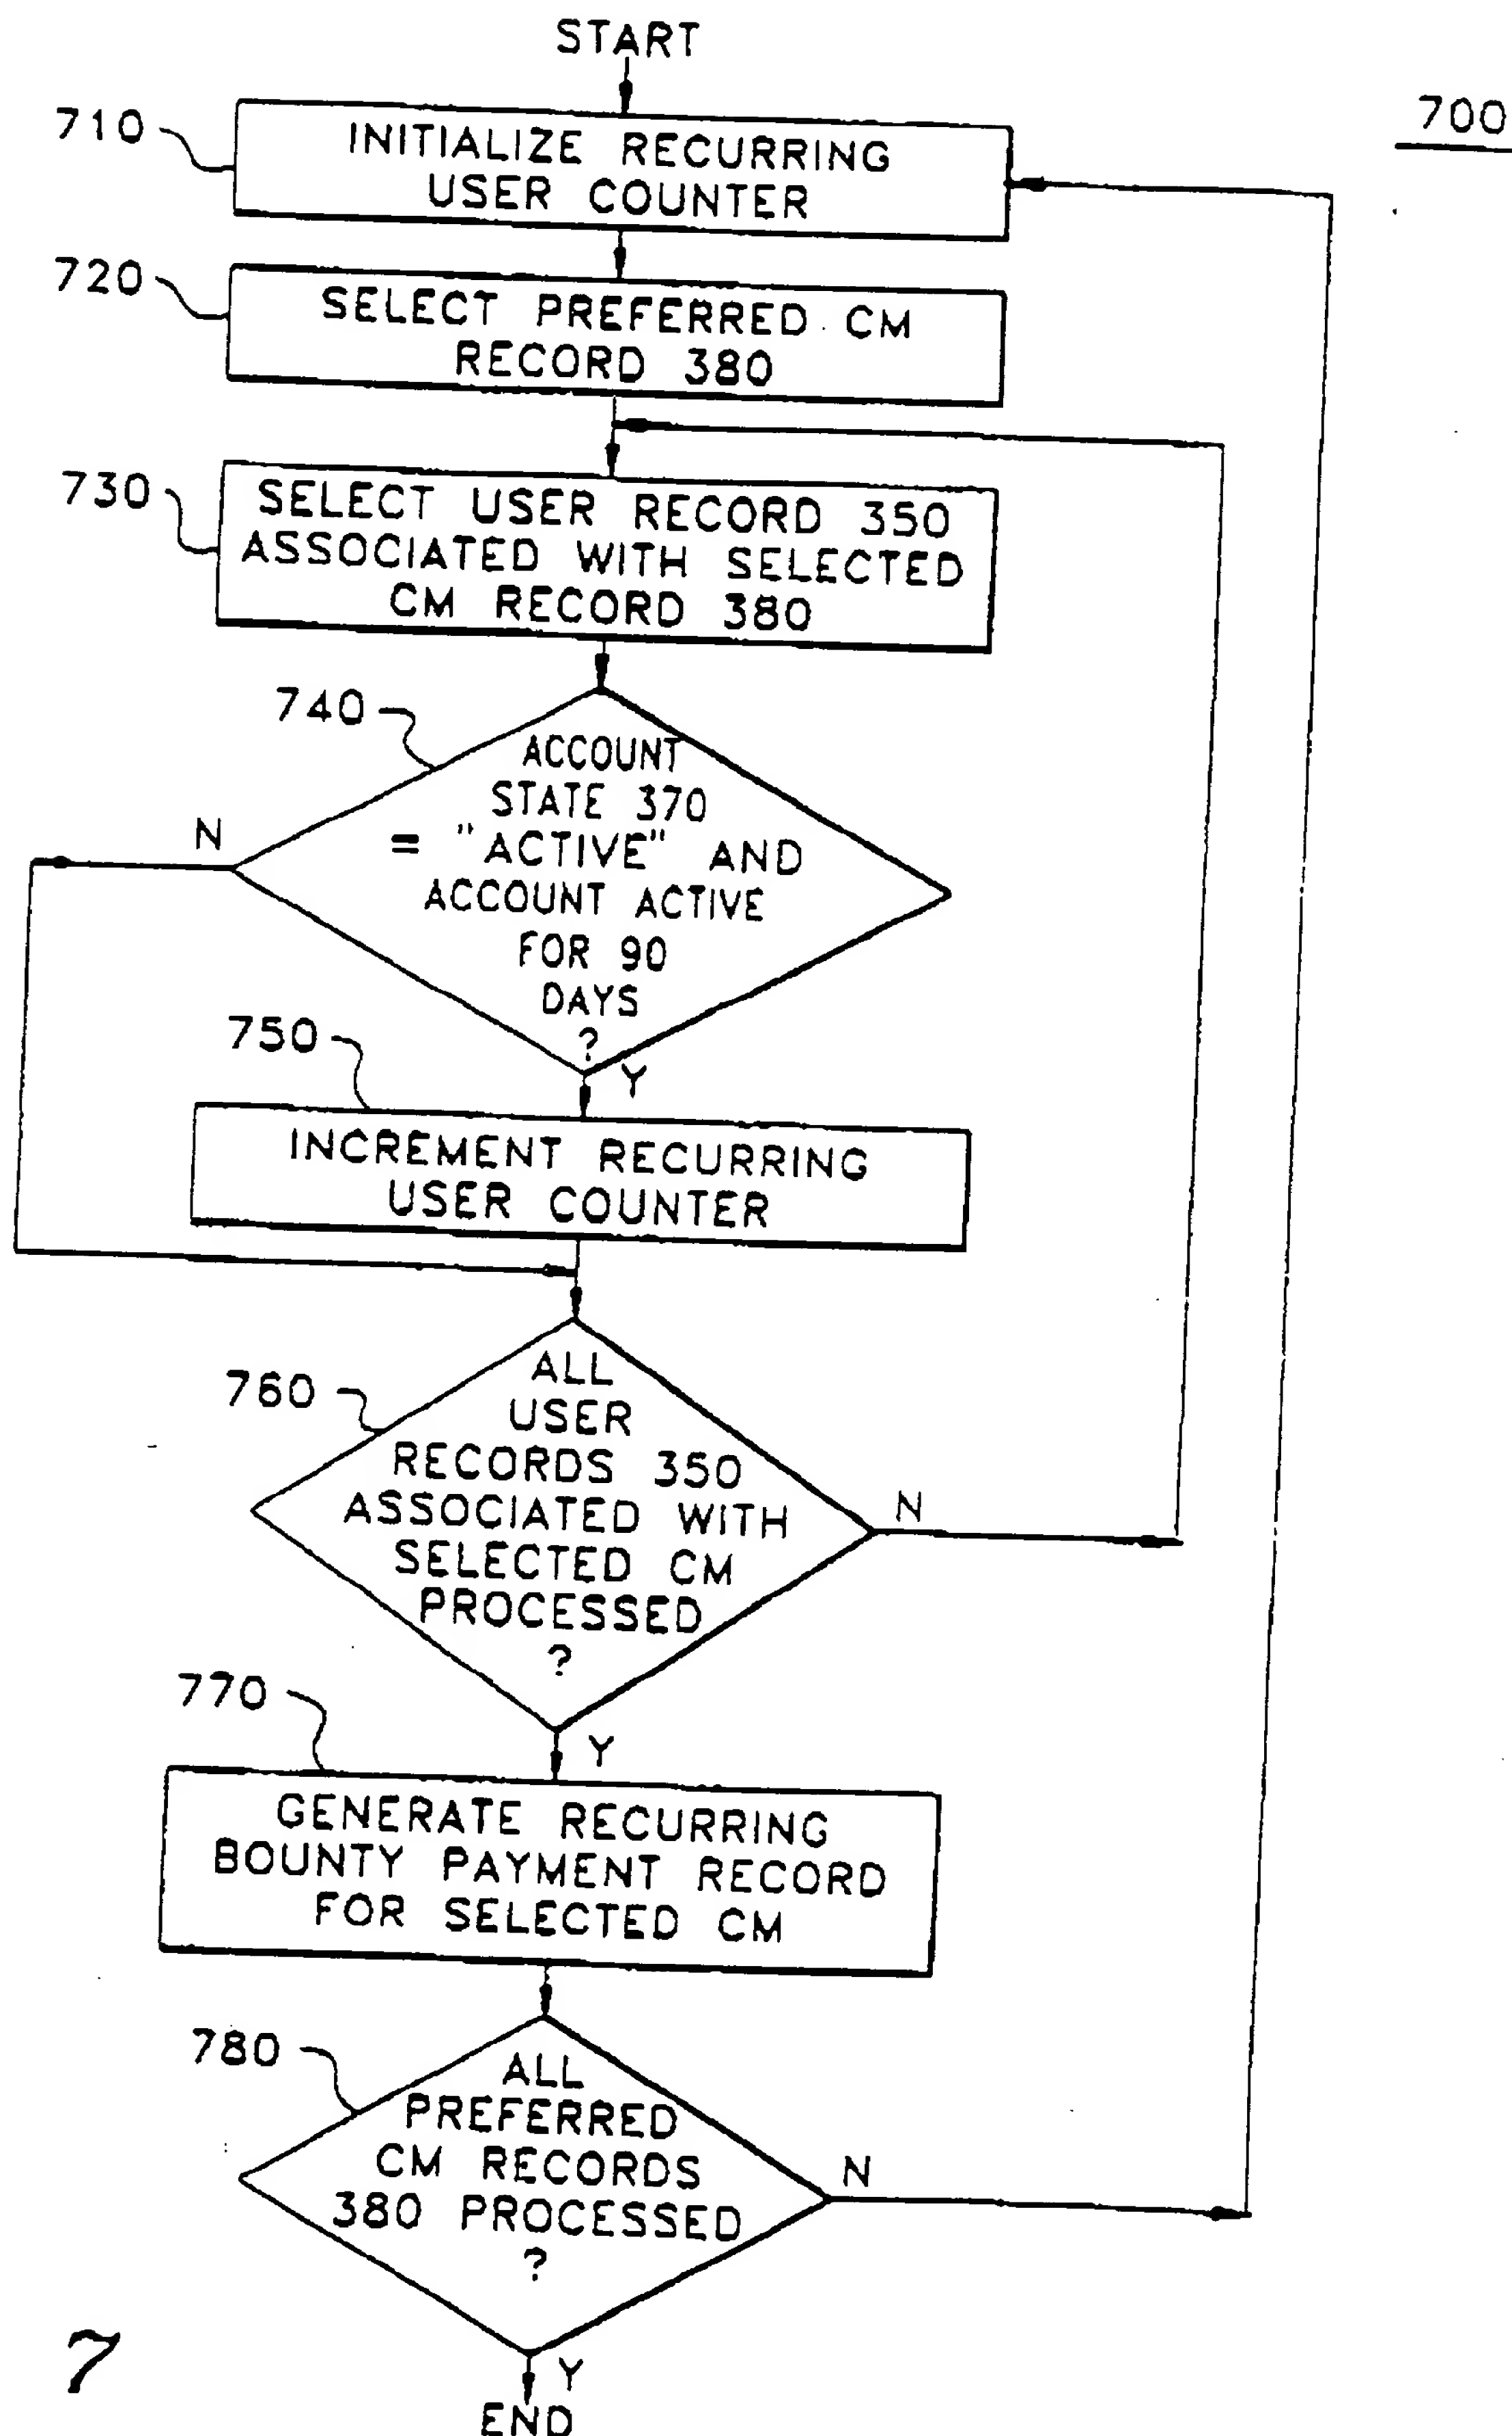 START
700
710
INITIALIZE RECURRING
USER COUNTER
720
SELECT PREFERRED CM
RECORD 380
730
SELECT USER RECORD 350
ASSOCIATED WITH SELECTED
CM RECORD 380
740
ACCOUNT
STATE 370
= "ACTIVE" AND
ACCOUNT ACTIVE
FOR 90
DAYS
?
N
Y
750
INCREMENT RECURRING
USER COUNTER
760
ALL
USER
RECORDS 350
ASSOCIATED WITH
SELECTED CM
PROCESSED
?
N
Y
770
GENERATE RECURRING
BOUNTY PAYMENT RECORD
FOR SELECTED CM
780
ALL
PREFERRED
CM RECORDS
380 PROCESSED
?
N
Y
END
7